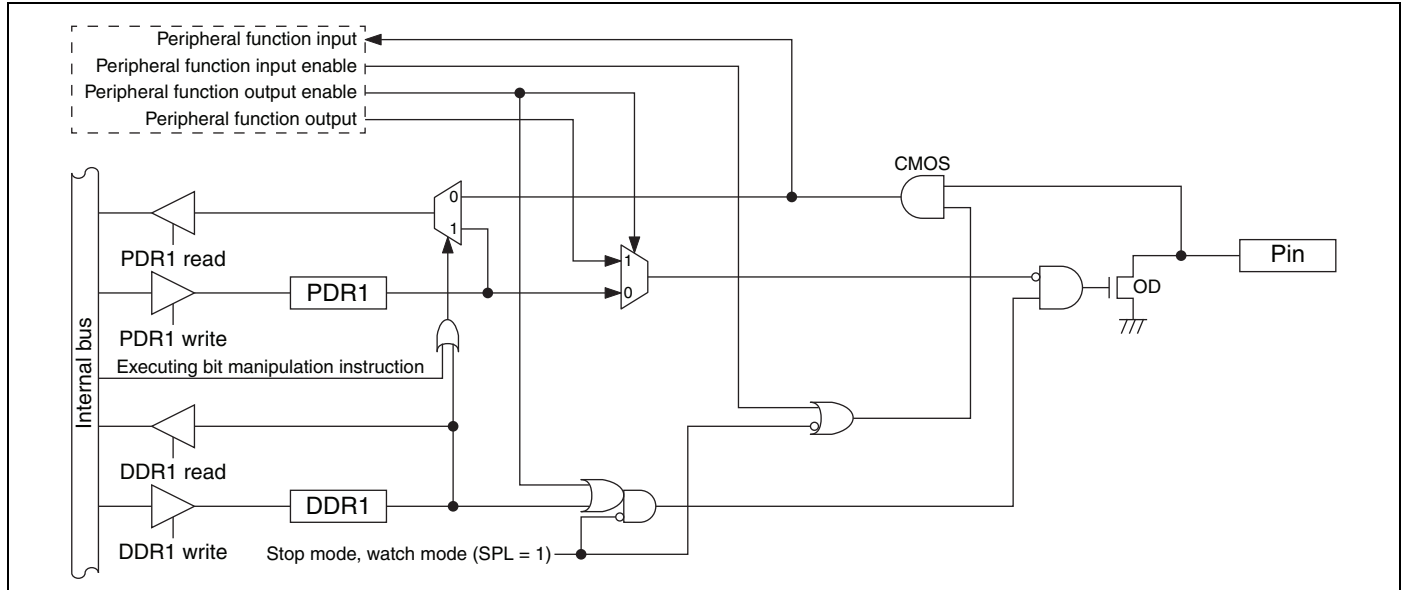 Peripheral function input
Peripheral function input enable
Peripheral function output enable
Peripheral function output
CMOS
0
1
PDR1 read
1
Pin
PDR1
0
OD
PDR1 write
Executing bit manipulation instruction
Internal bus
DDR1 read
DDR1
DDR1 write
Stop mode, watch mode (SPL = 1)